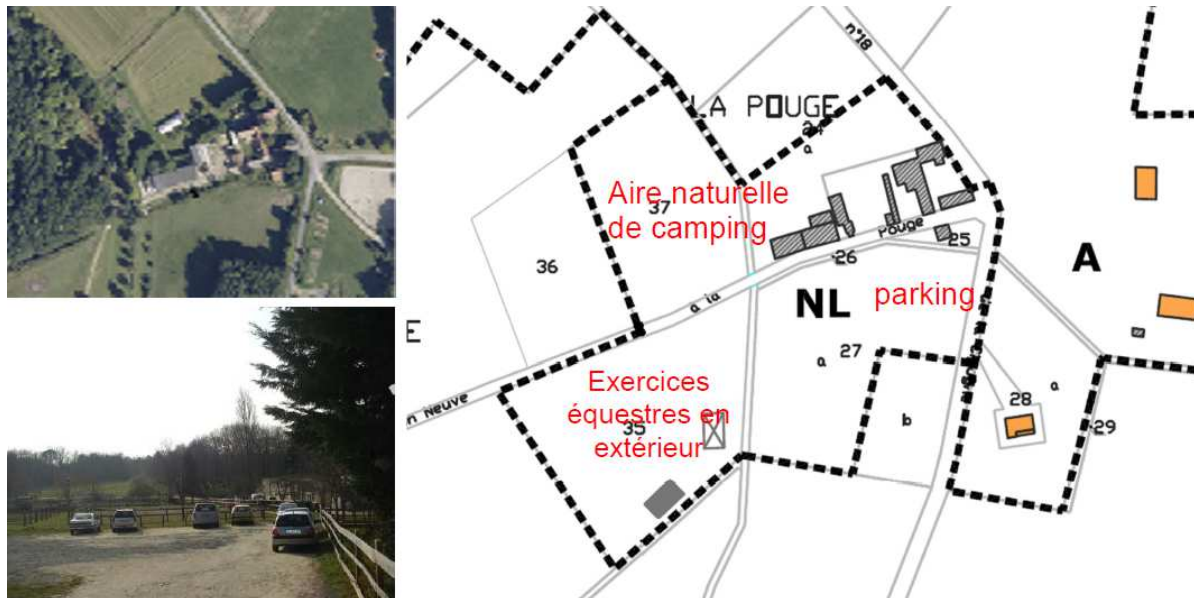 n°18
LA POUGE
24
a
Aire naturelle
37
de camping
Pouge
25
26
36
A
E
a la
NL
parking
a 27
Exercices
équestres en
35
extérieur
n Neuve
a
28
b
29